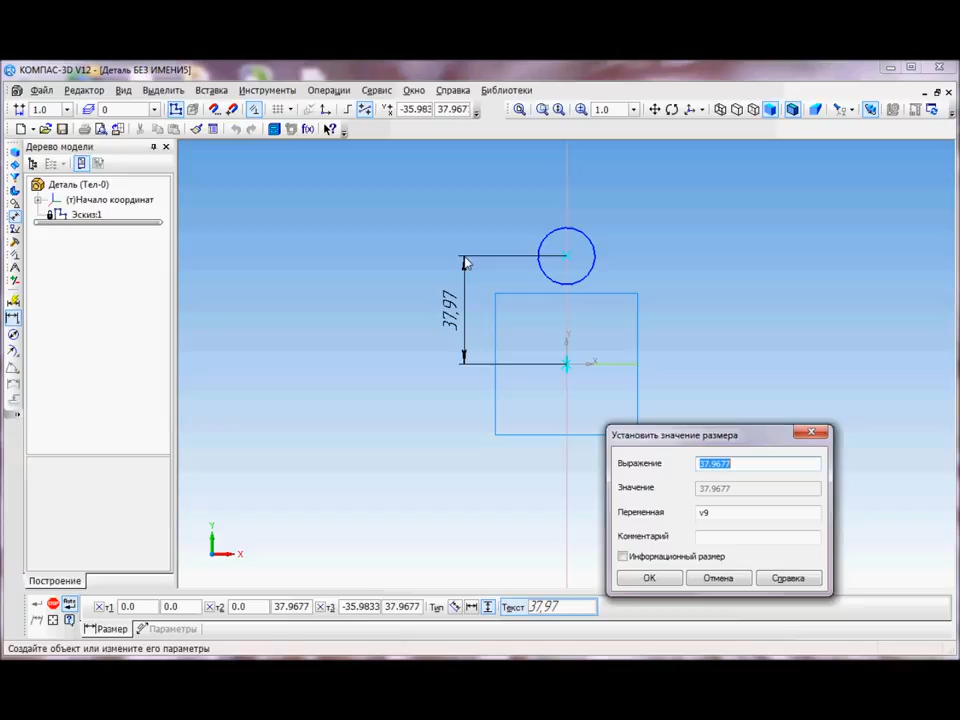 КОМПАС-3D V12 - [Деталь БЕЗ ИМЕНИ5]
Файл Редактор Вид Выделить Вставка Инструменты Операции Сервис Окно Справка Библиотеки
1.0 0 -35.983 37.967 1.0
f(x)
Дерево модели
Деталь (Тел-0)
(т)Начало координат
Эскиз:1
37,97
Y
X
Установить значение размера
Выражение 37.9677
Значение 37.9677
Переменная v9
Комментарий
Информационный размер
ОК Отмена Справка
Y
X
Построение
т1 0.0 0.0 т2 0.0 37.9677 т3 -35.9833 37.9677 Тип Текст 37,97
Размер Параметры
Создайте объект или измените его параметры